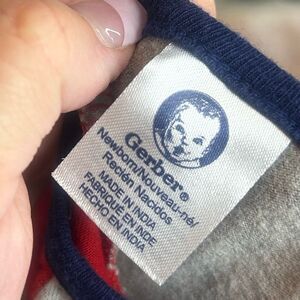 Gerber®
Newborn/Nouveau-né/
Recién Nacidos
MADE IN INDIA
FABRIQUÉ EN INDE
HECHO EN INDIA